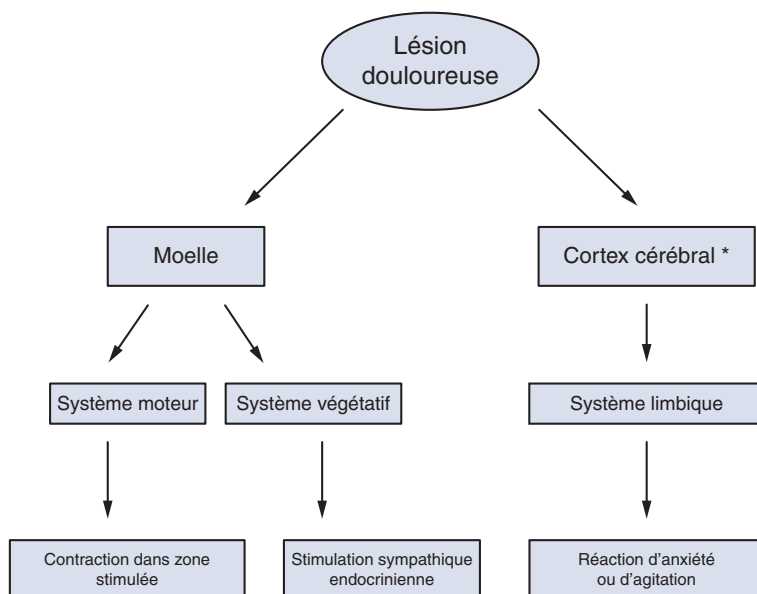 Lésion
douloureuse
Moelle
Cortex cérébral *
Système moteur
Système végétatif
Système limbique
Contraction dans zone
stimulée
Stimulation sympathique
endocrinienne
Réaction d'anxiété
ou d'agitation